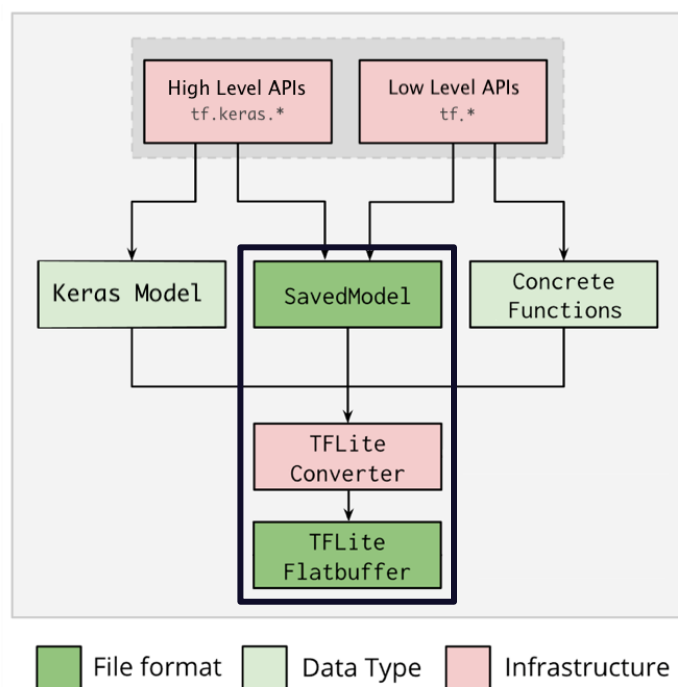 High Level APIs
tf.keras.*
Low Level APIs
tf.*
Keras Model
SavedModel
Concrete
Functions
TFLite
Converter
TFLite
Flatbuffer
File format
Data Type
Infrastructure